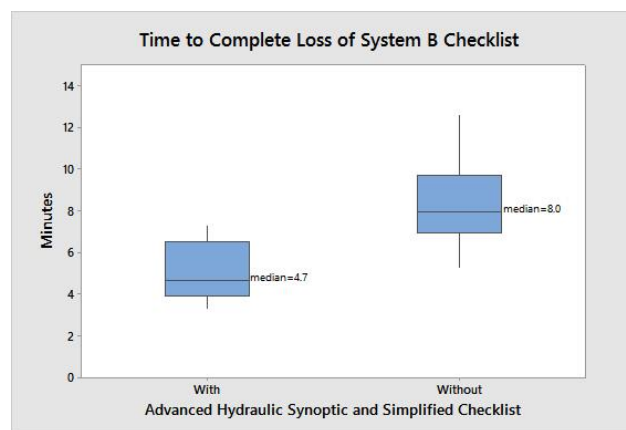 Time to Complete Loss of System B Checklist
14
12
10
8
6
4
2
0
Minutes
median=4.7
median=8.0
With
Without
Advanced Hydraulic Synoptic and Simplified Checklist